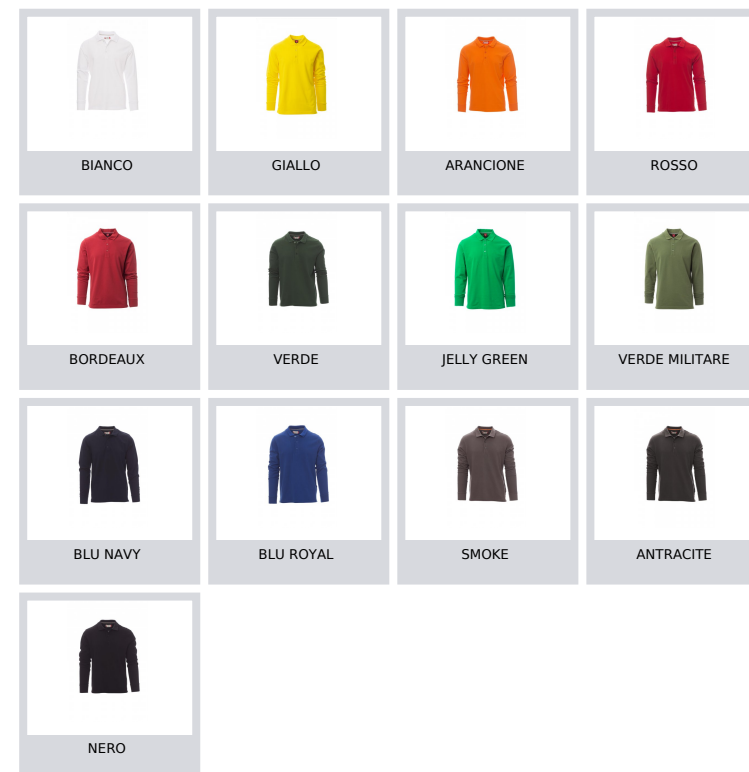 BIANCO
GIALLO
ARANCIONE
ROSSO
BORDEAUX
VERDE
JELLY GREEN
VERDE MILITARE
BLU NAVY
BLU ROYAL
SMOKE
ANTRACITE
NERO